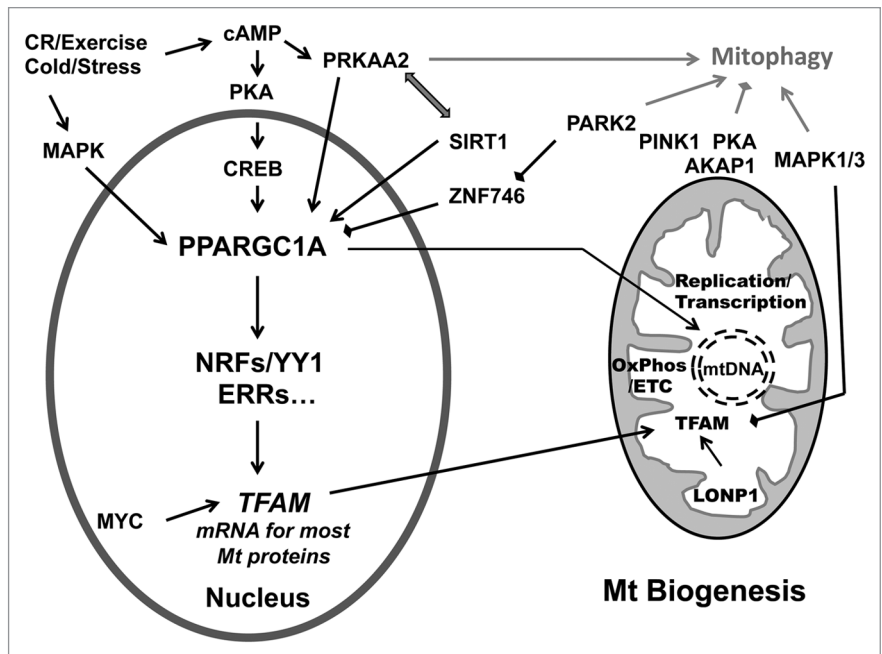 CR/Exercise
Cold/Stress
cAMP
PRKAA2
Mitophagy
PKA
MAPK
SIRT1
PARK2
PINK1
PKA
AKAP1
MAPK1/3
CREB
ZNF746
PPARGC1A
Replication/
Transcription
NRFs/YY1
ERRs...
OxPhos
/ETC
mtDNA
TFAM
LONP1
MYC
TFAM
mRNA for most
Mt proteins
Nucleus
Mt Biogenesis